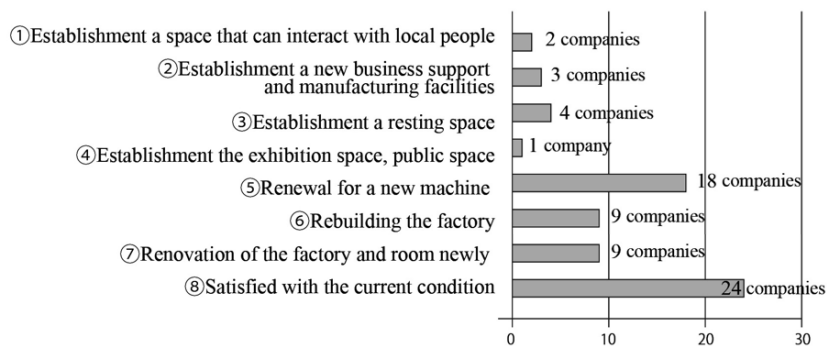 ①Establishment a space that can interact with local people 2 companies
②Establishment a new business support
and manufacturing facilities 3 companies
③Establishment a resting space 4 companies
④Establishment the exhibition space, public space 1 company
⑤Renewal for a new machine 18 companies
⑥Rebuilding the factory 9 companies
⑦Renovation of the factory and room newly 9 companies
⑧Satisfied with the current condition 24 companies
0 10 20 30